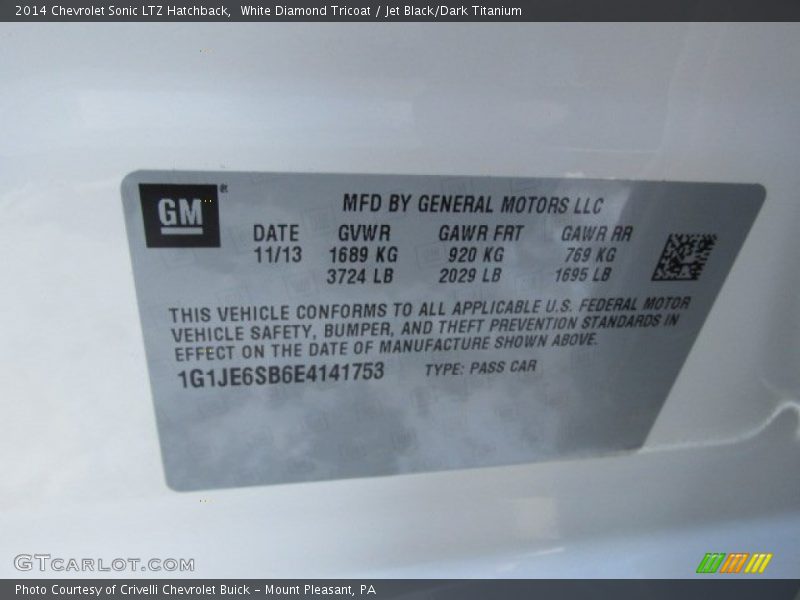 2014 Chevrolet Sonic LTZ Hatchback,  White Diamond Tricoat / Jet Black/Dark Titanium
GM®
MFD BY GENERAL MOTORS LLC
DATE GVWR GAWR FRT GAWR RR
11/13 1689 KG 920 KG 769 KG
3724 LB 2029 LB 1695 LB
THIS VEHICLE CONFORMS TO ALL APPLICABLE U.S. FEDERAL MOTOR
VEHICLE SAFETY, BUMPER, AND THEFT PREVENTION STANDARDS IN
EFFECT ON THE DATE OF MANUFACTURE SHOWN ABOVE.
1G1JE6SB6E4141753 TYPE: PASS CAR
GTcarlot.com
Photo Courtesy of Crivelli Chevrolet Buick - Mount Pleasant, PA